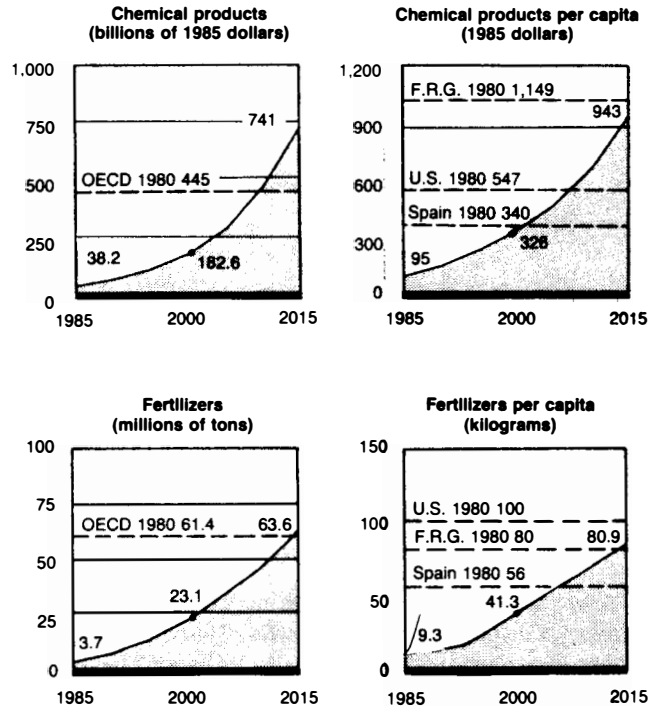 Chemical products
(billions of 1985 dollars)
1,000
750
500
250
0
741
OECD 1980 445
38.2
182.6
1985
2000
2015
Chemical products per capita
(1985 dollars)
1,200
900
600
300
0
F.R.G. 1980 1,149
943
U.S. 1980 547
Spain 1980 340
326
95
1985
2000
2015
Fertilizers
(millions of tons)
100
75
50
25
0
OECD 1980 61.4
63.6
23.1
3.7
1985
2000
2015
Fertilizers per capita
(kilograms)
150
100
50
0
U.S. 1980 100
F.R.G. 1980 80
80.9
Spain 1980 56
41.3
9.3
1985
2000
2015